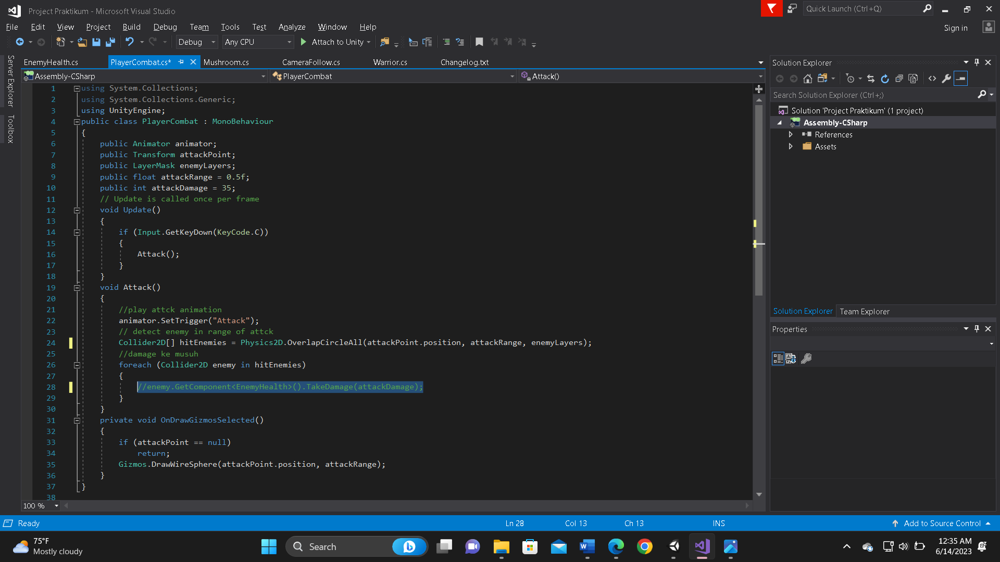 Project Praktikum - Microsoft Visual Studio
Quick Launch (Ctrl+Q)
File Edit View Project Build Debug Team Tools Test Analyze Window Help
Sign in
Debug Any CPU Attach to Unity
Server Explorer
Toolbox
EnemyHealth.cs PlayerCombat.cs* Mushroom.cs CameraFollow.cs Warrior.cs Changelog.txt
Assembly-CSharp PlayerCombat Attack()
1 using System.Collections;
2 using System.Collections.Generic;
3 using UnityEngine;
4 public class PlayerCombat : MonoBehaviour
5 {
6 public Animator animator;
7 public Transform attackPoint;
8 public LayerMask enemyLayers;
9 public float attackRange = 0.5f;
10 public int attackDamage = 35;
11 // Update is called once per frame
12 void Update()
13 {
14 if (Input.GetKeyDown(KeyCode.C))
15 {
16 Attack();
17 }
18 }
19 void Attack()
20 {
21 //play attck animation
22 animator.SetTrigger("Attack");
23 // detect enemy in range of attck
24 Collider2D[] hitEnemies = Physics2D.OverlapCircleAll(attackPoint.position, attackRange, enemyLayers);
25 //damage ke musuh
26 foreach (Collider2D enemy in hitEnemies)
27 {
28 //enemy.GetComponent<EnemyHealth>().TakeDamage(attackDamage);
29 }
30 }
31 private void OnDrawGizmosSelected()
32 {
33 if (attackPoint == null)
34 return;
35 Gizmos.DrawWireSphere(attackPoint.position, attackRange);
36 }
37 }
38
100 %
Solution Explorer
Search Solution Explorer (Ctrl+;)
Solution 'Project Praktikum' (1 project)
Assembly-CSharp
References
Assets
Solution Explorer Team Explorer
Properties
Ready Ln 28 Col 13 Ch 13 INS Add to Source Control
75°F
Mostly cloudy
Search
12:35 AM
6/14/2023